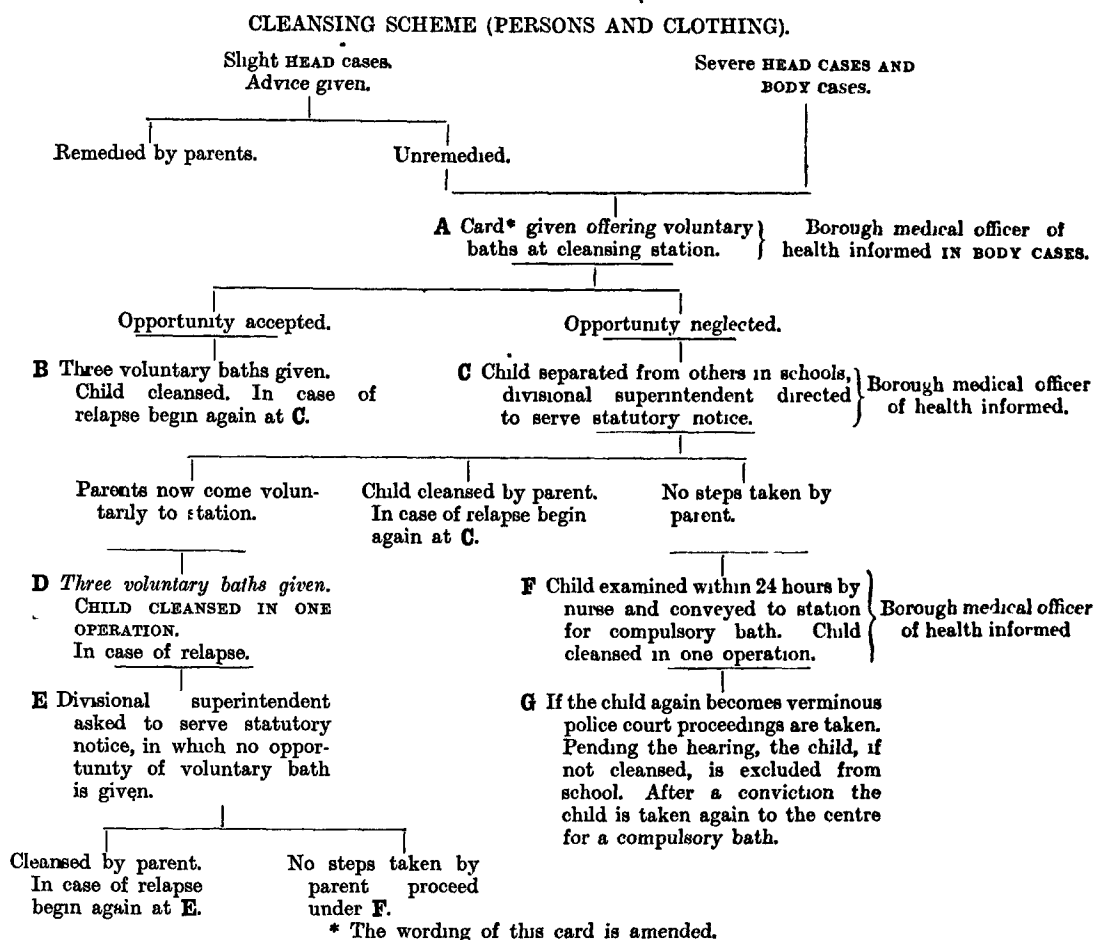 CLEANSING SCHEME (PERSONS AND CLOTHING).
Slight HEAD cases.
Advice given.
Severe HEAD CASES AND
BODY cases.
Remedied by parents.
Unremedied.
A Card* given offering voluntary
baths at cleansing station.
Borough medical officer of
health informed IN BODY CASES.
Opportunity accepted.
Opportunity neglected.
B Three voluntary baths given.
Child cleansed. In case of
relapse begin again at C.
C Child separated from others in schools,
divisional superintendent directed
to serve statutory notice.
Borough medical officer
of health informed.
Parents now come volun-
tarily to station.
Child cleansed by parent.
In case of relapse begin
again at C.
No steps taken by
parent.
D Three voluntary baths given.
CHILD CLEANSED IN ONE
OPERATION.
In case of relapse.
F Child examined within 24 hours by
nurse and conveyed to station
for compulsory bath. Child
cleansed in one operation.
Borough medical officer
of health informed
E Divisional superintendent
asked to serve statutory
notice, in which no oppor-
tunity of voluntary bath
is given.
G If the child again becomes verminous
police court proceedings are taken.
Pending the hearing, the child, if
not cleansed, is excluded from
school. After a conviction the
child is taken again to the centre
for a compulsory bath.
Cleansed by parent.
In case of relapse
begin again at E.
No steps taken by
parent proceed
under F.
* The wording of this card is amended.